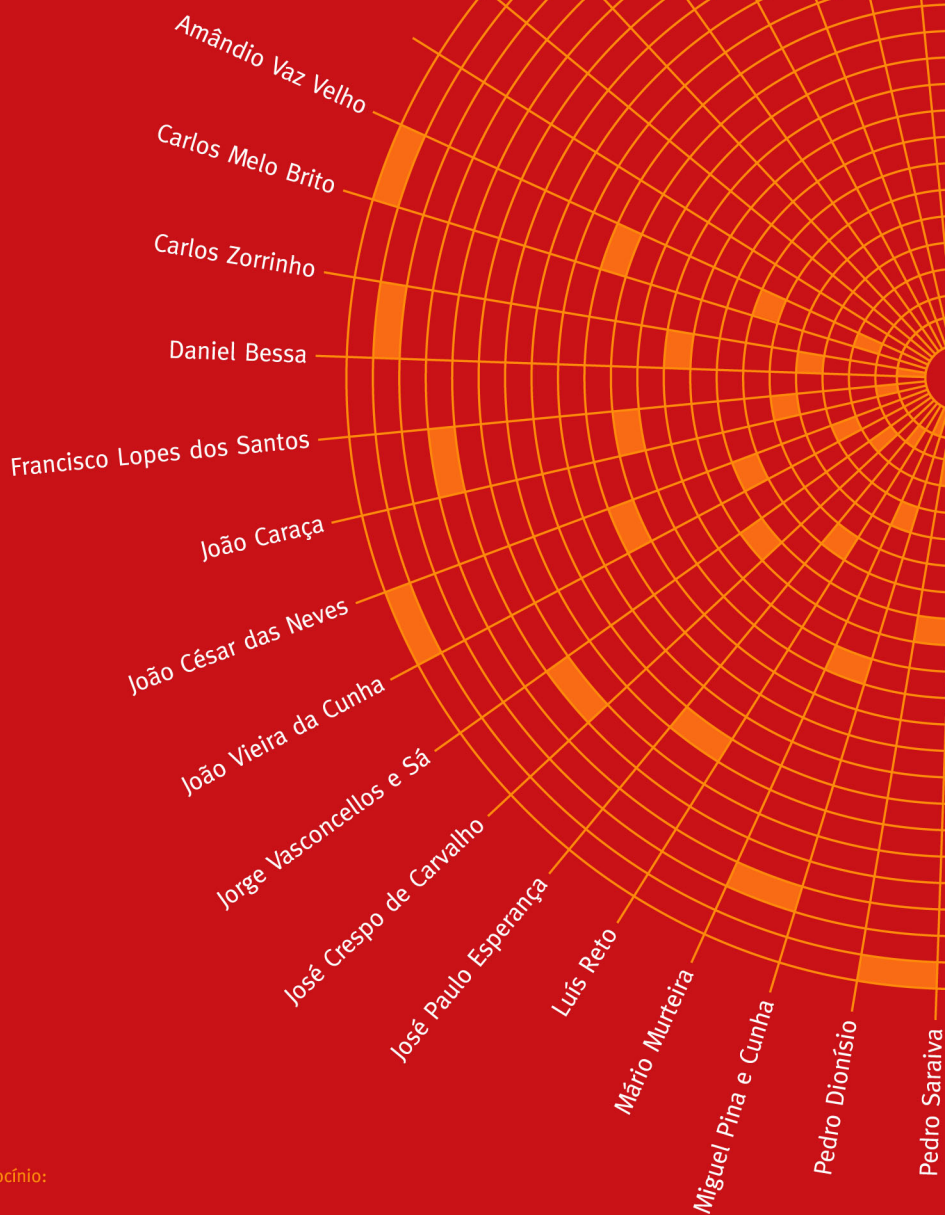 Amândio Vaz Velho
Carlos Melo Brito
Carlos Zorrinho
Daniel Bessa
Francisco Lopes dos Santos
João Caraça
João César das Neves
João Vieira da Cunha
Jorge Vasconcellos e Sá
José Crespo de Carvalho
José Paulo Esperança
Luís Reto
Mário Murteira
Miguel Pina e Cunha
Pedro Dionísio
Pedro Saraiva
ocínio: